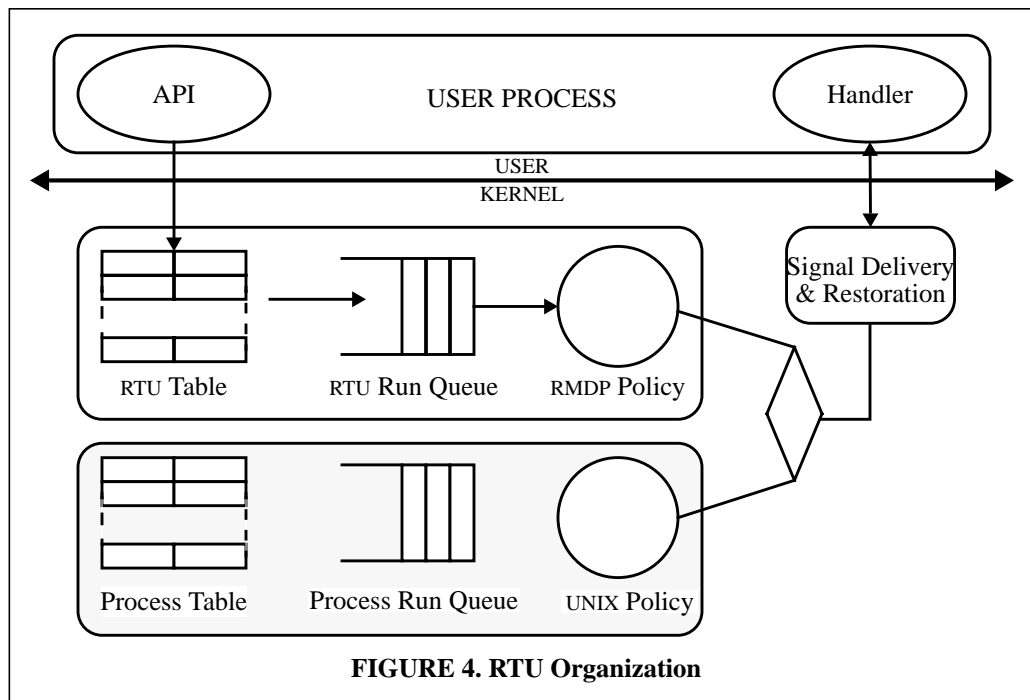 API
USER PROCESS
Handler
USER
KERNEL
Signal Delivery
& Restoration
RTU Table
RTU Run Queue
RMDP Policy
Process Table
Process Run Queue
UNIX Policy
FIGURE 4. RTU Organization